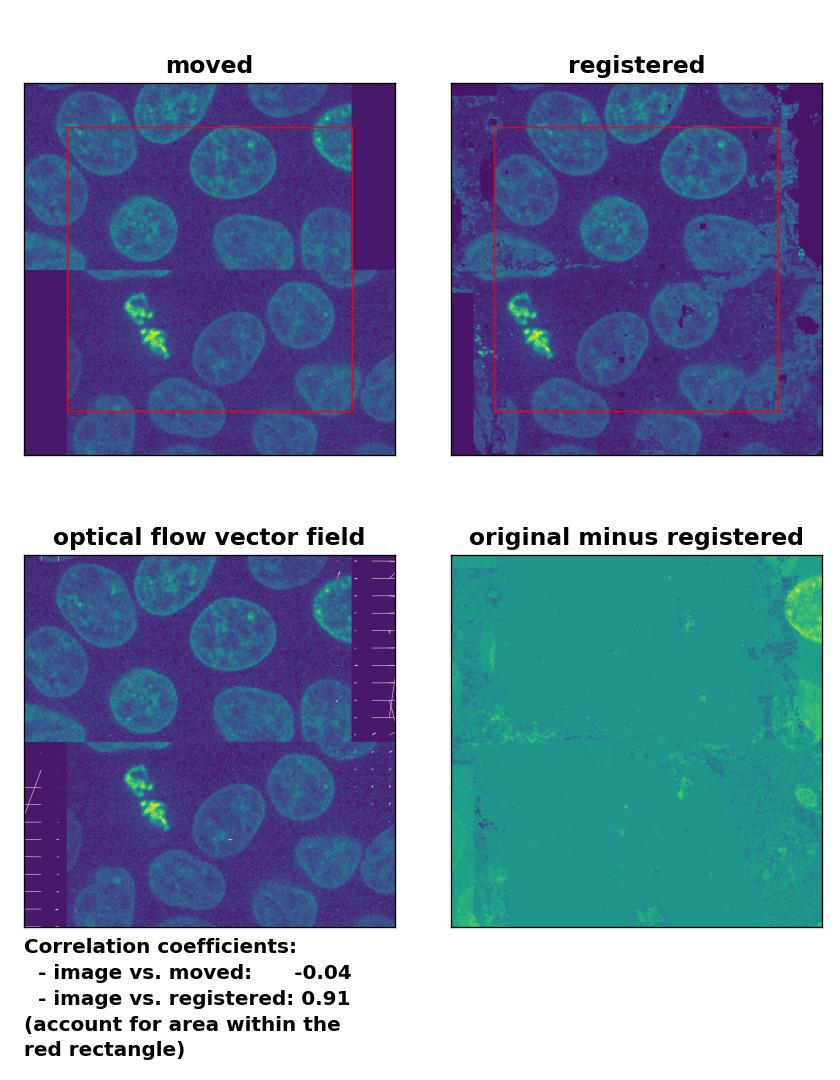 moved
registered
optical flow vector field
original minus registered
Correlation coefficients:
- image vs. moved: -0.04
- image vs. registered: 0.91
(account for area within the
red rectangle)